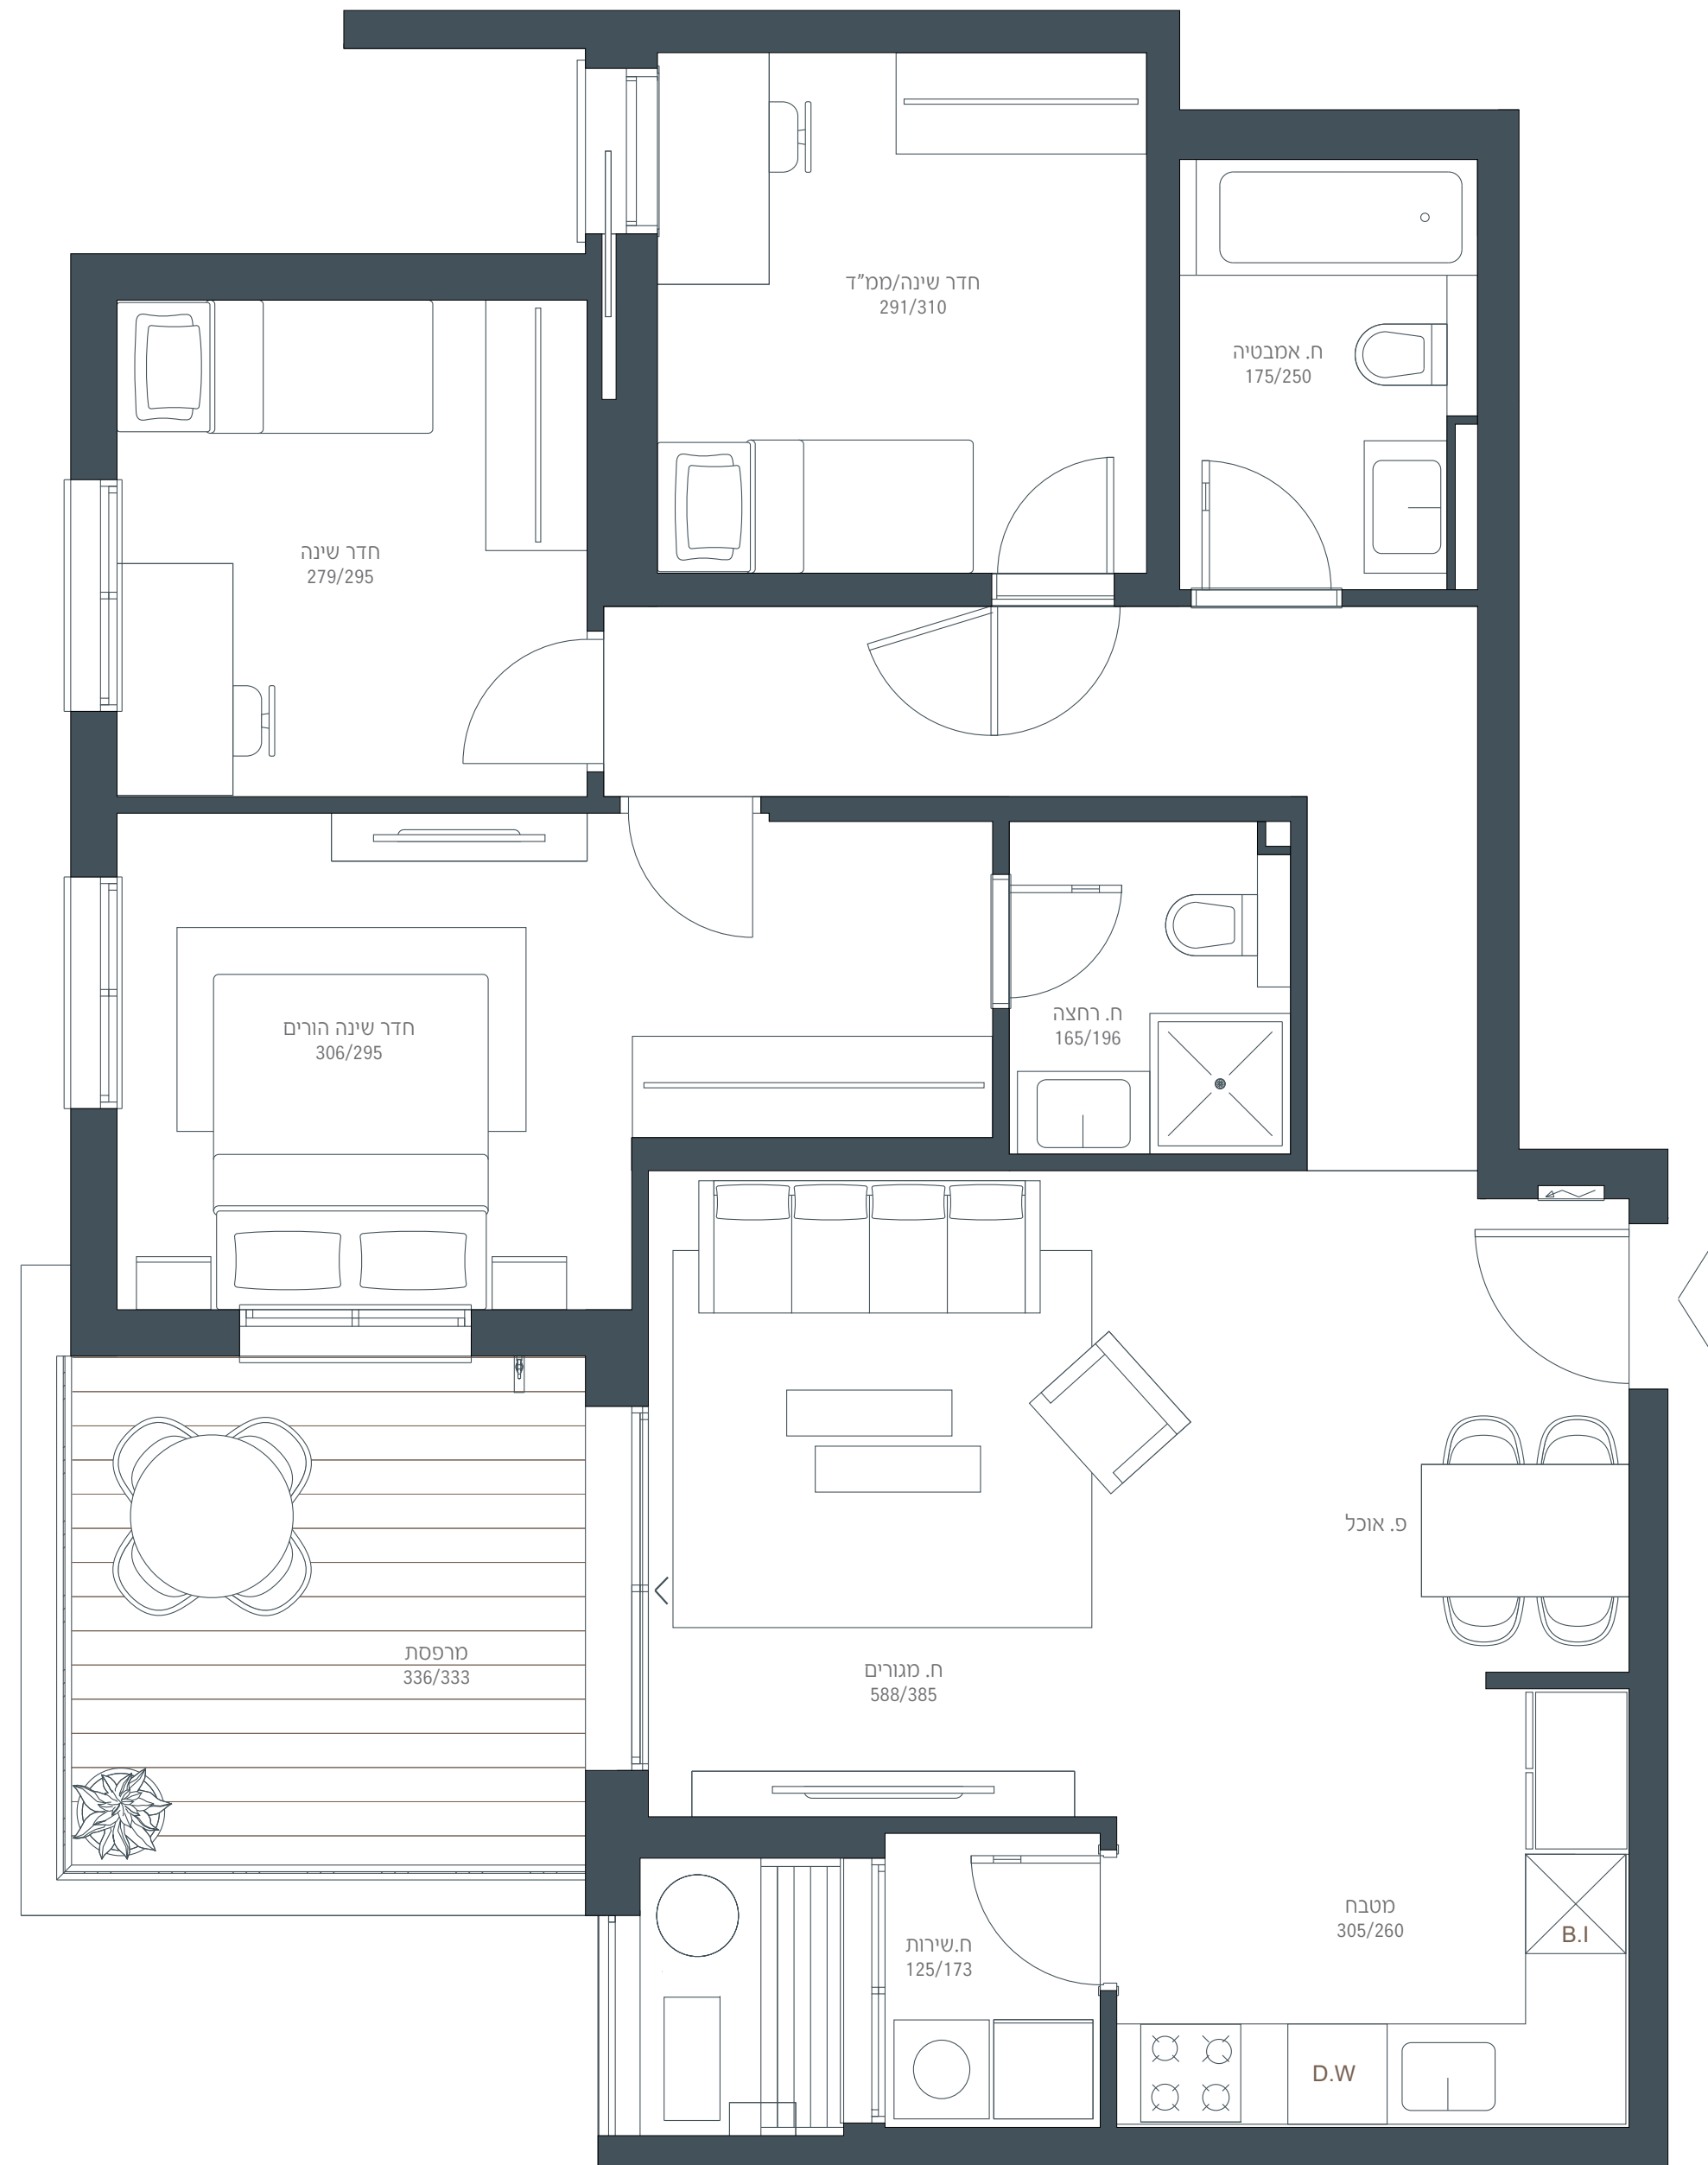 חדר שינה/ממ"ד
291/310
ח. אמבטיה
175/250
חדר שינה
279/295
ח. רחצה
165/196
חדר שינה הורים
306/295
פ. אוכל
מרפסת
336/333
ח. מגורים
588/385
מטבח
305/260
B.I
ח.שירות
125/173
D.W